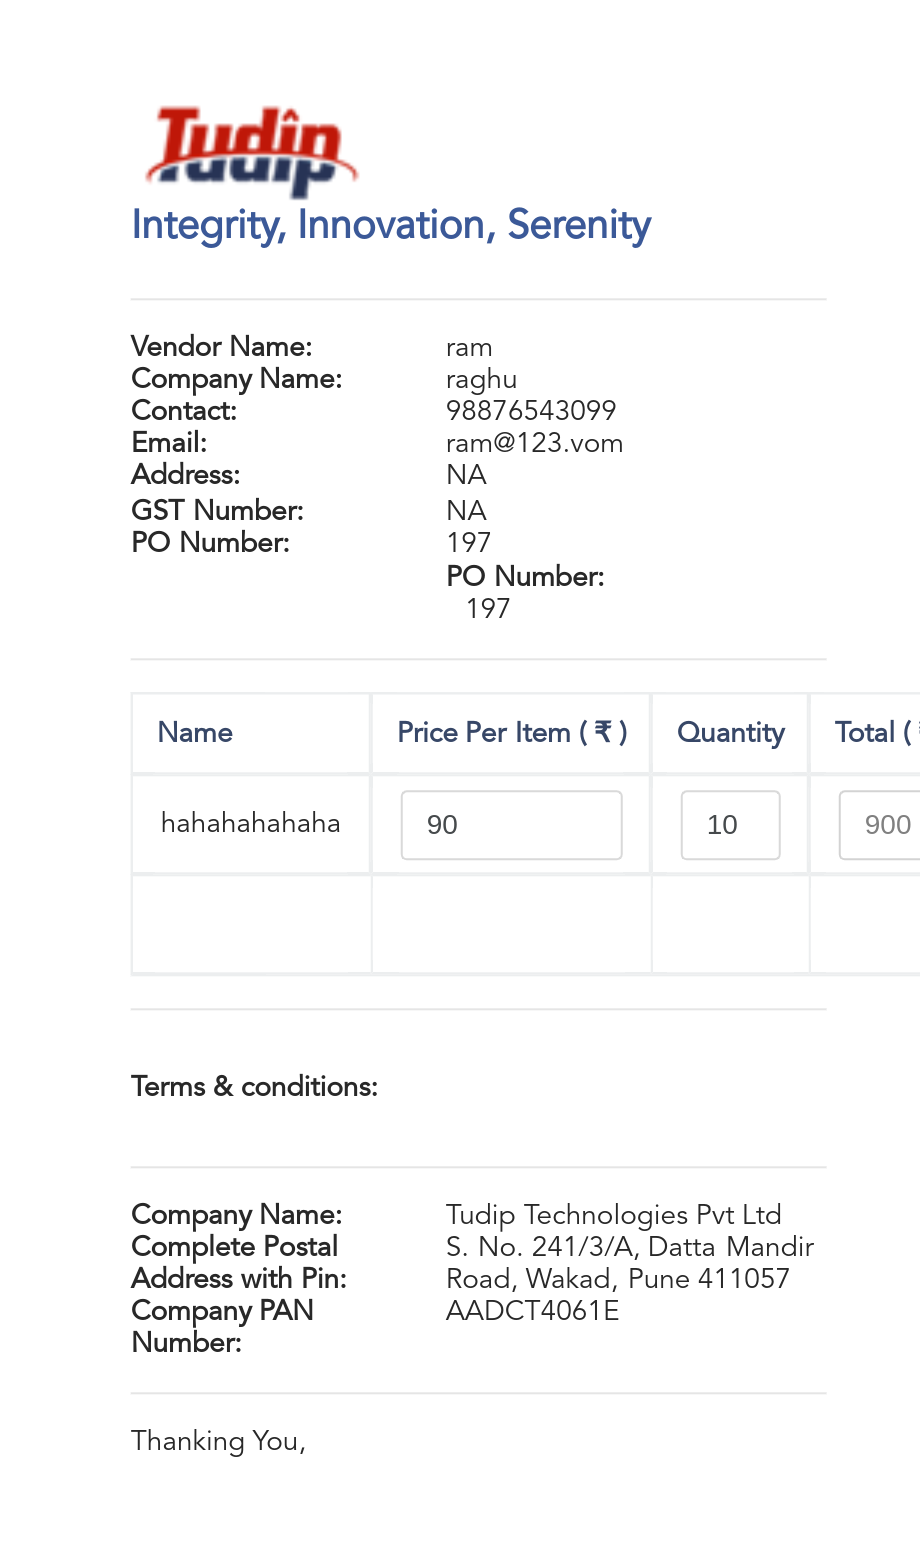 Tudip
Integrity, Innovation, Serenity
Vendor Name: ram
Company Name: raghu
Contact: 98876543099
Email: ram@123.vom
Address: NA
GST Number: NA
PO Number: 197
PO Number:
197
Name Price Per Item ( ₹ ) Quantity Total (
hahahahahaha 90 10 900
Terms & conditions:
Company Name: Tudip Technologies Pvt Ltd
Complete Postal S. No. 241/3/A, Datta Mandir
Address with Pin: Road, Wakad, Pune 411057
Company PAN AADCT4061E
Number:
Thanking You,